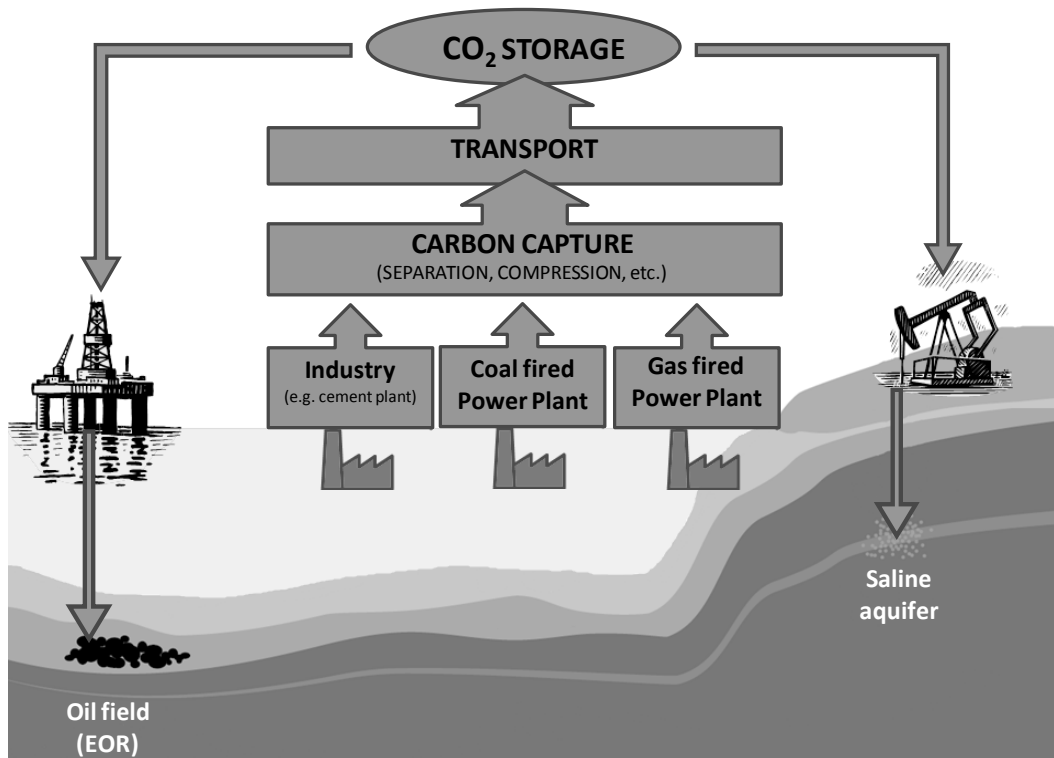 CO₂ STORAGE
TRANSPORT
CARBON CAPTURE
(SEPARATION, COMPRESSION, etc.)
Industry
(e.g. cement plant)
Coal fired
Power Plant
Gas fired
Power Plant
Saline
aquifer
Oil field
(EOR)